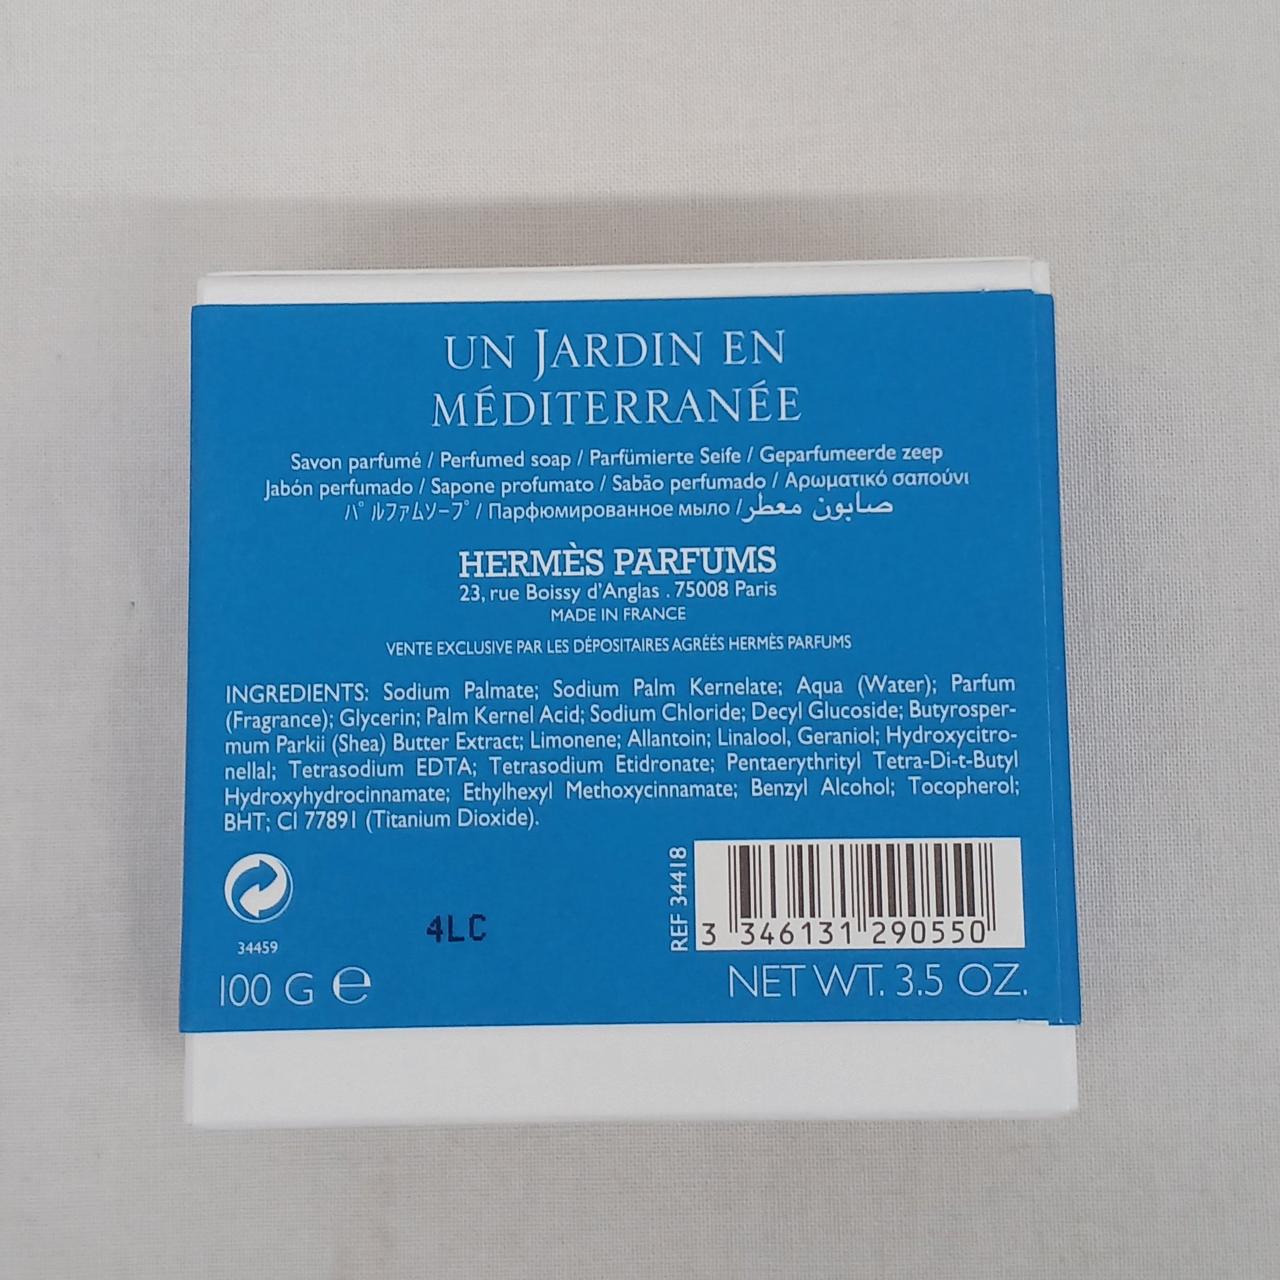 UN JARDIN EN
MÉDITERRANÉE
Savon parfumé / Perfumed soap / Parfümierte Seife / Geparfumeerde zeep
Jabón perfumado / Sapone profumato / Sabão perfumado / Αρωματικό σαπούνι
パルファムソープ / Парфюмированное мыло / صابون معطر
HERMÈS PARFUMS
23, rue Boissy d'Anglas . 75008 Paris
MADE IN FRANCE
VENTE EXCLUSIVE PAR LES DÉPOSITAIRES AGRÉÉS HERMÈS PARFUMS
INGREDIENTS: Sodium Palmate; Sodium Palm Kernelate; Aqua (Water); Parfum
(Fragrance); Glycerin; Palm Kernel Acid; Sodium Chloride; Decyl Glucoside; Butyrosper-
mum Parkii (Shea) Butter Extract; Limonene; Allantoin; Linalool, Geraniol; Hydroxycitro-
nellal; Tetrasodium EDTA; Tetrasodium Etidronate; Pentaerythrityl Tetra-Di-t-Butyl
Hydroxyhydrocinnamate; Ethylhexyl Methoxycinnamate; Benzyl Alcohol; Tocopherol;
BHT; CI 77891 (Titanium Dioxide).
34459
4LC
REF 34418
3 346131 290550
100 G ℮
NET WT. 3.5 OZ.